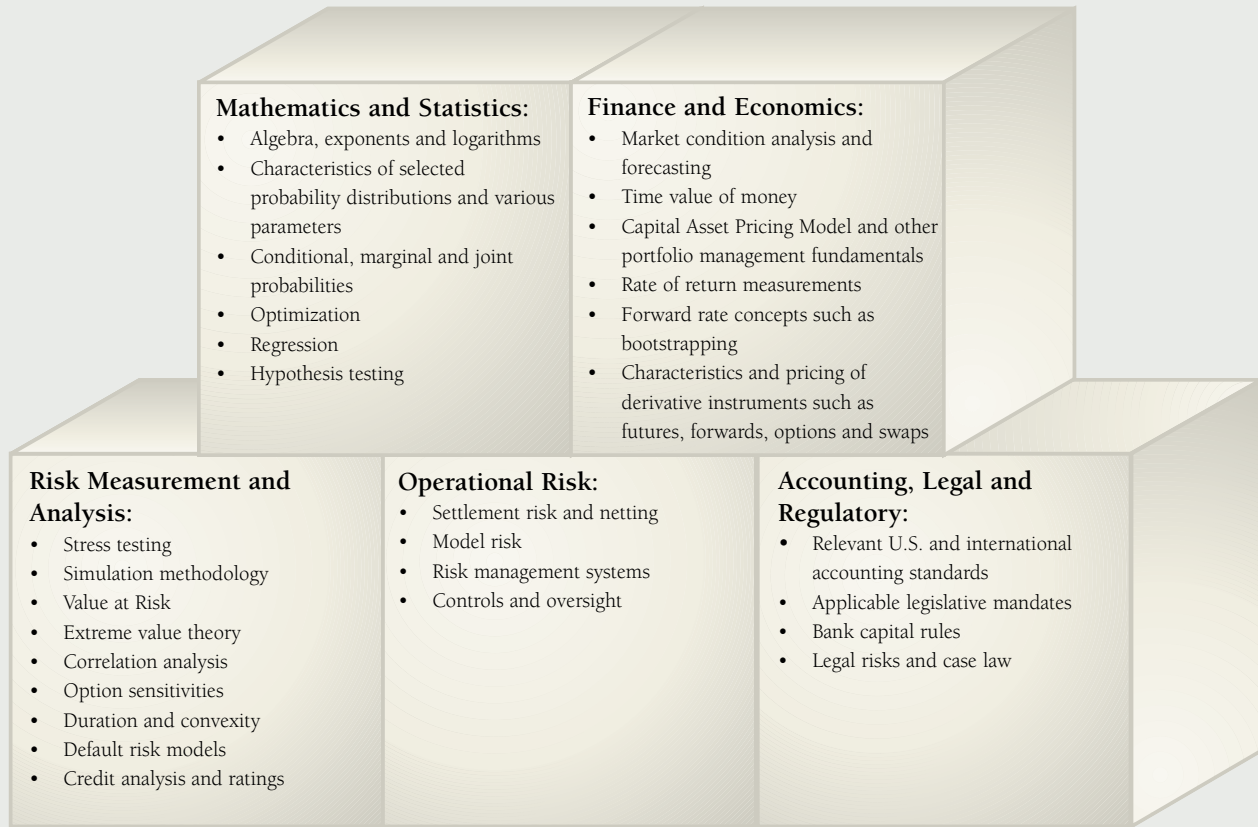 Mathematics and Statistics:
• Algebra, exponents and logarithms
• Characteristics of selected
probability distributions and various
parameters
• Conditional, marginal and joint
probabilities
• Optimization
• Regression
• Hypothesis testing
Finance and Economics:
• Market condition analysis and
forecasting
• Time value of money
• Capital Asset Pricing Model and other
portfolio management fundamentals
• Rate of return measurements
• Forward rate concepts such as
bootstrapping
• Characteristics and pricing of
derivative instruments such as
futures, forwards, options and swaps
Risk Measurement and
Analysis:
• Stress testing
• Simulation methodology
• Value at Risk
• Extreme value theory
• Correlation analysis
• Option sensitivities
• Duration and convexity
• Default risk models
• Credit analysis and ratings
Operational Risk:
• Settlement risk and netting
• Model risk
• Risk management systems
• Controls and oversight
Accounting, Legal and
Regulatory:
• Relevant U.S. and international
accounting standards
• Applicable legislative mandates
• Bank capital rules
• Legal risks and case law